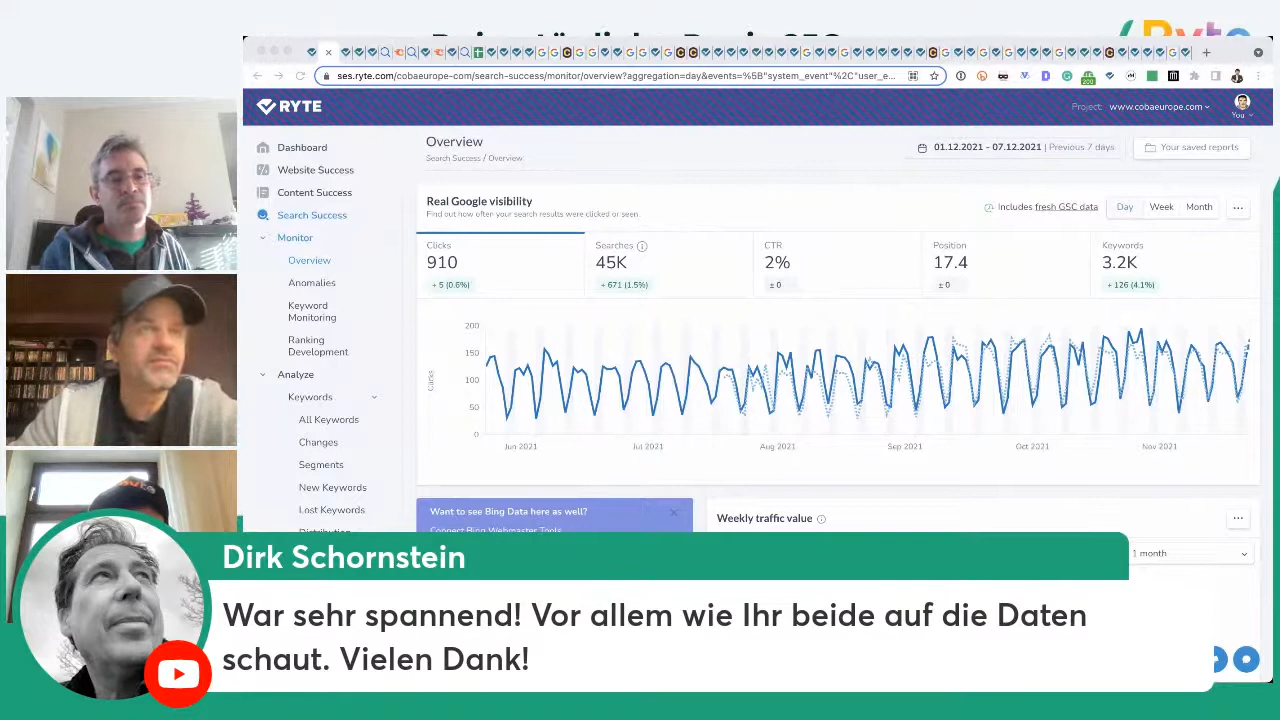 Ryte
ses.ryte.com/cobaeurope-com/search-success/monitor/overview?aggregation=day&events=%5B"system_event"%2C"user_e...
RYTE
Project: www.cobaeurope.com
You
Dashboard
Website Success
Content Success
Search Success
Monitor
Overview
Anomalies
Keyword
Monitoring
Ranking
Development
Analyze
Keywords
All Keywords
Changes
Segments
New Keywords
Lost Keywords
Overview
Search Success / Overview
01.12.2021 - 07.12.2021 | Previous 7 days
Your saved reports
Real Google visibility
Find out how often your search results were clicked or seen.
Includes fresh GSC data
Day Week Month ...
Clicks
910
+ 5 (0.6%)
Searches
45K
+ 671 (1.5%)
CTR
2%
± 0
Position
17.4
± 0
Keywords
3.2K
+ 126 (4.1%)
Clicks
200
150
100
50
0
Jun 2021 Jul 2021 Aug 2021 Sep 2021 Oct 2021 Nov 2021
Want to see Bing Data here as well?
Connect Bing Webmaster Tools
Weekly traffic value
...
1 month
Dirk Schornstein
War sehr spannend! Vor allem wie Ihr beide auf die Daten
schaut. Vielen Dank!